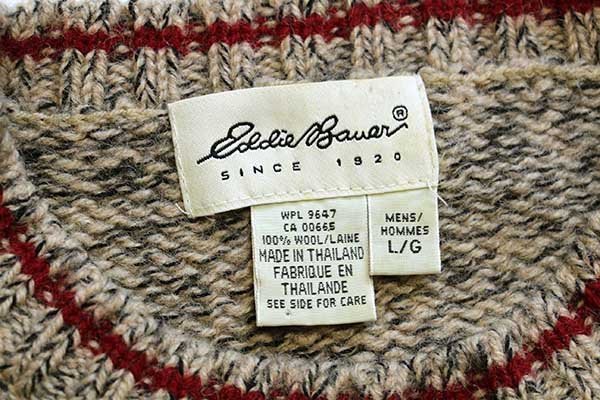 Eddie Bauer®
SINCE 1920
WPL 9647
CA 00665
100% WOOL/LAINE
MADE IN THAILAND
FABRIQUE EN
THAILANDE
SEE SIDE FOR CARE
MENS/
HOMMES
L/G